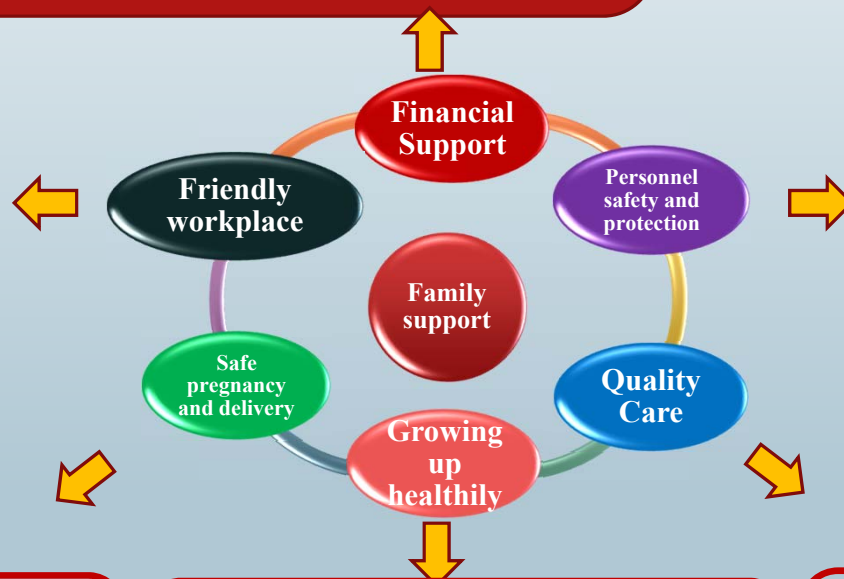 Financial
Support
Friendly
workplace
Personnel
safety and
protection
Family
support
Safe
pregnancy
and delivery
Quality
Care
Growing
up
healthily